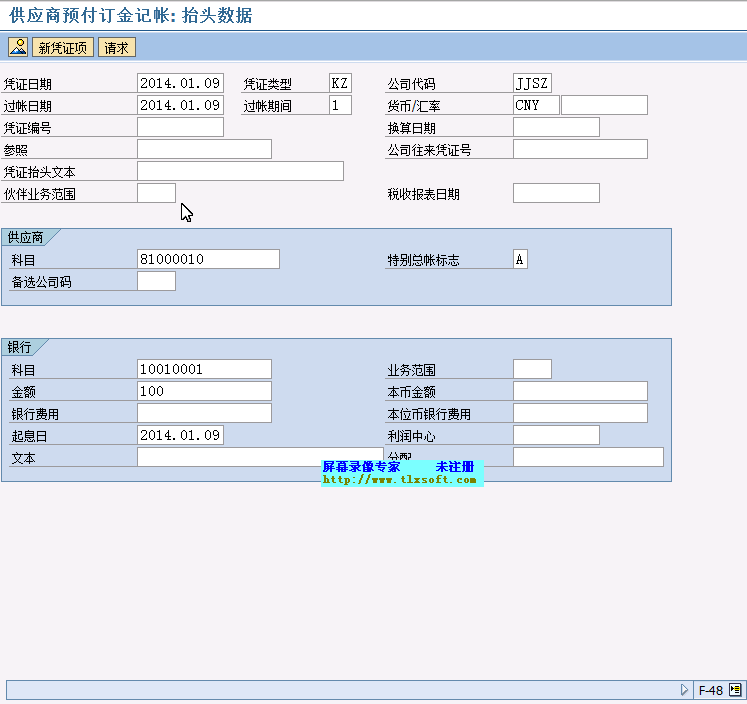 供应商预付订金记帐: 抬头数据
新凭证项 请求
凭证日期 2014.01.09 凭证类型 KZ 公司代码 JJSZ
过帐日期 2014.01.09 过帐期间 1 货币/汇率 CNY
凭证编号 换算日期
参照 公司往来凭证号
凭证抬头文本
伙伴业务范围 税收报表日期
供应商
科目 81000010 特别总帐标志 A
备选公司码
银行
科目 10010001 业务范围
金额 100 本币金额
银行费用 本位币银行费用
起息日 2014.01.09 利润中心
文本 分配
屏幕录像专家 未注册
http://www.tlxsoft.com
F-48